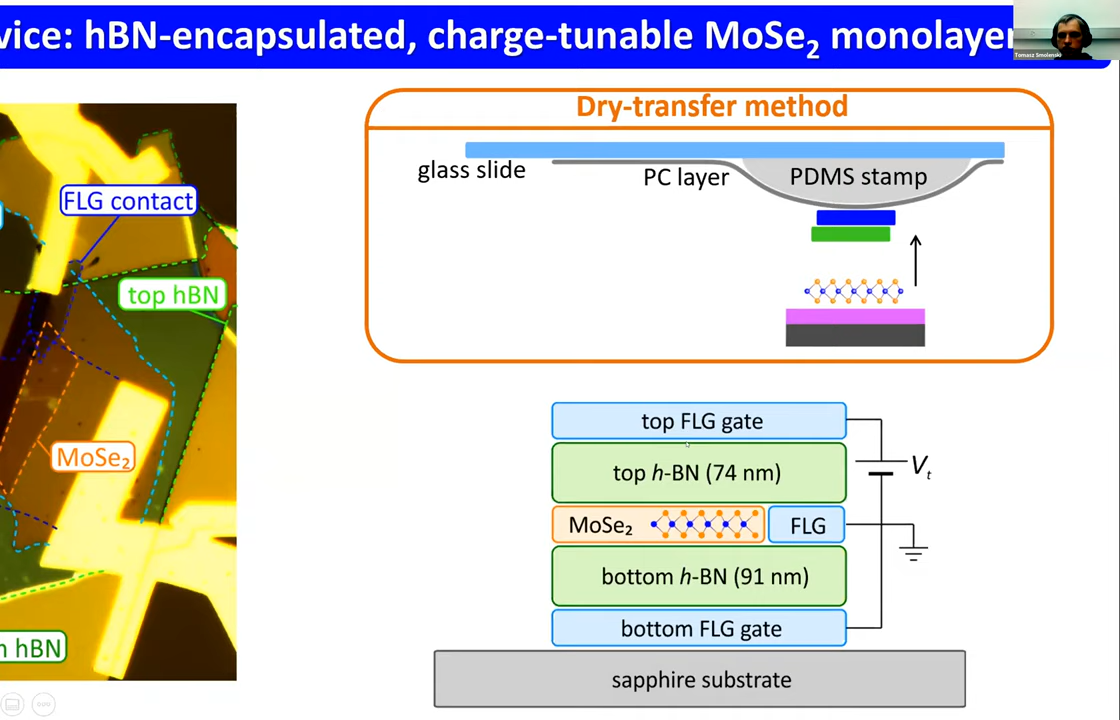 vice: hBN-encapsulated, charge-tunable MoSe₂ monolayer
Tomasz Smolenski
FLG contact
top hBN
MoSe₂
hBN
Dry-transfer method
glass slide
PC layer
PDMS stamp
top FLG gate
top h-BN (74 nm)
Vₜ
MoSe₂
FLG
bottom h-BN (91 nm)
bottom FLG gate
sapphire substrate